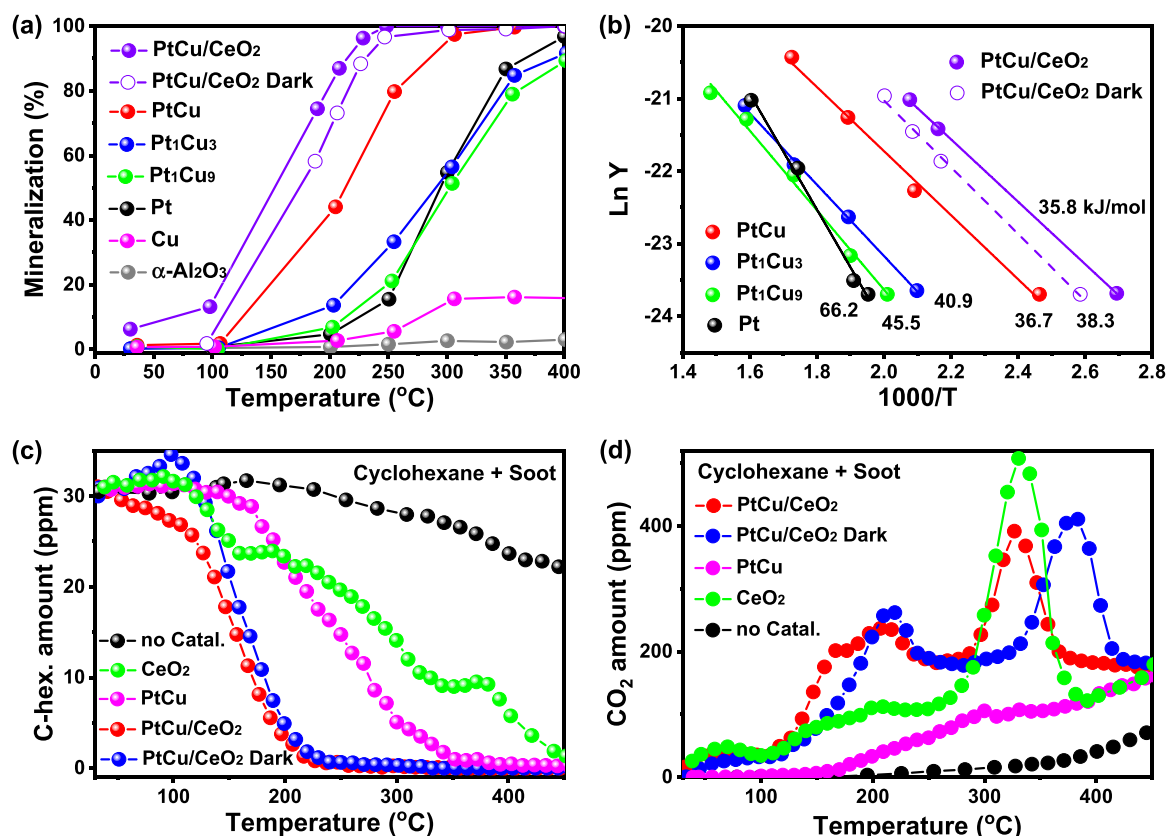 (a)
Mineralization (%)
100
80
60
40
20
0
PtCu/CeO₂
PtCu/CeO₂ Dark
PtCu
Pt₁Cu₃
Pt₁Cu₉
Pt
Cu
α-Al₂O₃
0 50 100 150 200 250 300 350 400
Temperature (°C)
(b)
Ln Y
-20
-21
-22
-23
-24
PtCu/CeO₂
PtCu/CeO₂ Dark
35.8 kJ/mol
PtCu
Pt₁Cu₃
Pt₁Cu₉
Pt
66.2
45.5
40.9
36.7
38.3
1.4 1.6 1.8 2.0 2.2 2.4 2.6 2.8
1000/T
(c)
C-hex. amount (ppm)
30
20
10
0
Cyclohexane + Soot
no Catal.
CeO₂
PtCu
PtCu/CeO₂
PtCu/CeO₂ Dark
100 200 300 400
Temperature (°C)
(d)
CO₂ amount (ppm)
400
200
0
Cyclohexane + Soot
PtCu/CeO₂
PtCu/CeO₂ Dark
PtCu
CeO₂
no Catal.
0 100 200 300 400
Temperature (°C)